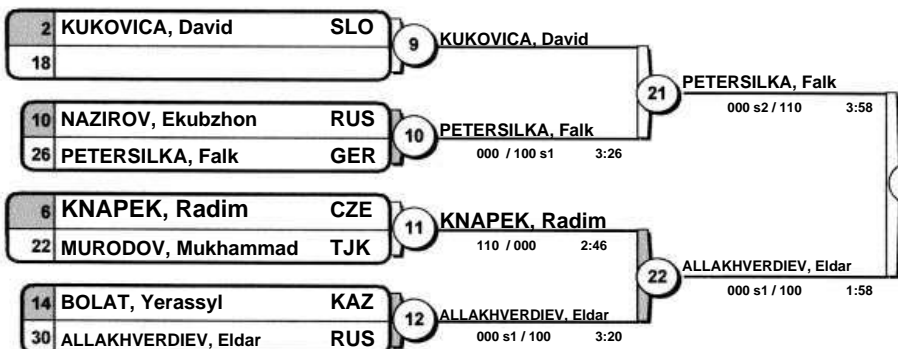 2 KUKOVICA, David SLO
18
9 KUKOVICA, David
10 NAZIROV, Ekubzhon RUS
26 PETERSILKA, Falk GER
10 PETERSILKA, Falk
000 / 100 s1 3:26
21 PETERSILKA, Falk
000 s2 / 110 3:58
6 KNAPEK, Radim CZE
22 MURODOV, Mukhammad TJK
11 KNAPEK, Radim
110 / 000 2:46
14 BOLAT, Yerassyl KAZ
30 ALLAKHVERDIEV, Eldar RUS
12 ALLAKHVERDIEV, Eldar
000 s1 / 100 3:20
22 ALLAKHVERDIEV, Eldar
000 s1 / 100 1:58